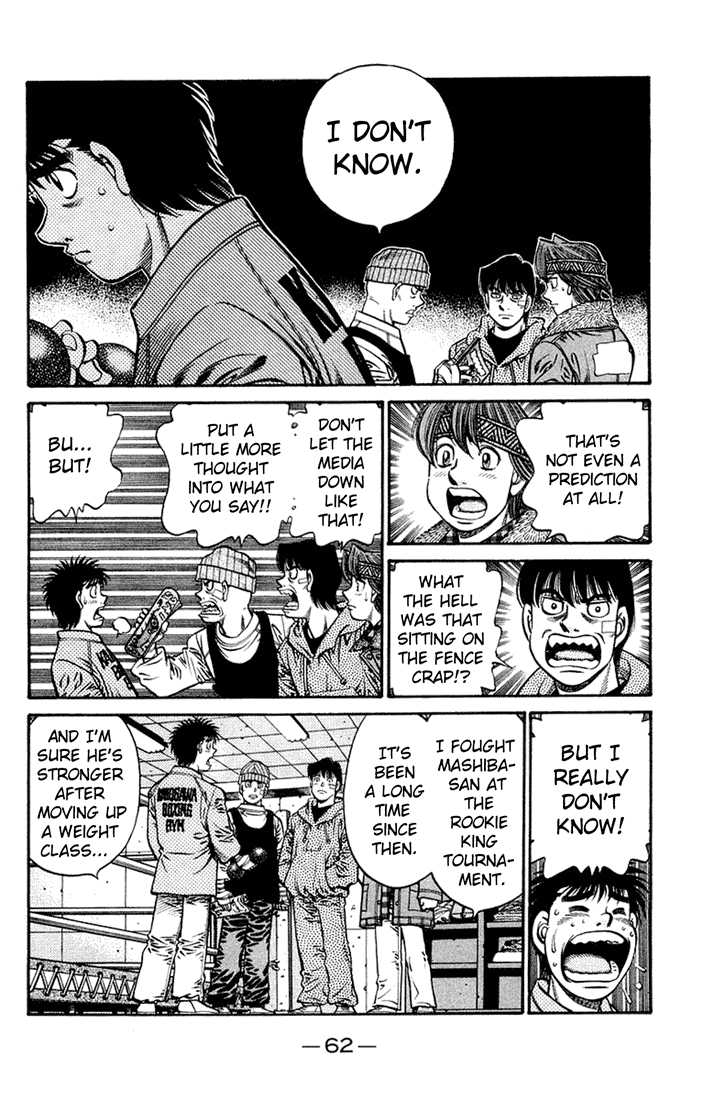 I DON'T
KNOW.
THAT'S
NOT EVEN A
PREDICTION
AT ALL!
WHAT
THE HELL
WAS THAT
SITTING ON
THE FENCE
CRAP!?
DON'T
LET THE
MEDIA
DOWN
LIKE
THAT!
PUT A
LITTLE MORE
THOUGHT
INTO WHAT
YOU SAY!!
BU...
BUT!
BUT I
REALLY
DON'T
KNOW!
I FOUGHT
MASHIBA-
SAN AT
THE
ROOKIE
KING
TOURNA-
MENT.
IT'S
BEEN
A LONG
TIME
SINCE
THEN.
AND I'M
SURE HE'S
STRONGER
AFTER
MOVING UP
A WEIGHT
CLASS...
BOXING
GYM
—62—